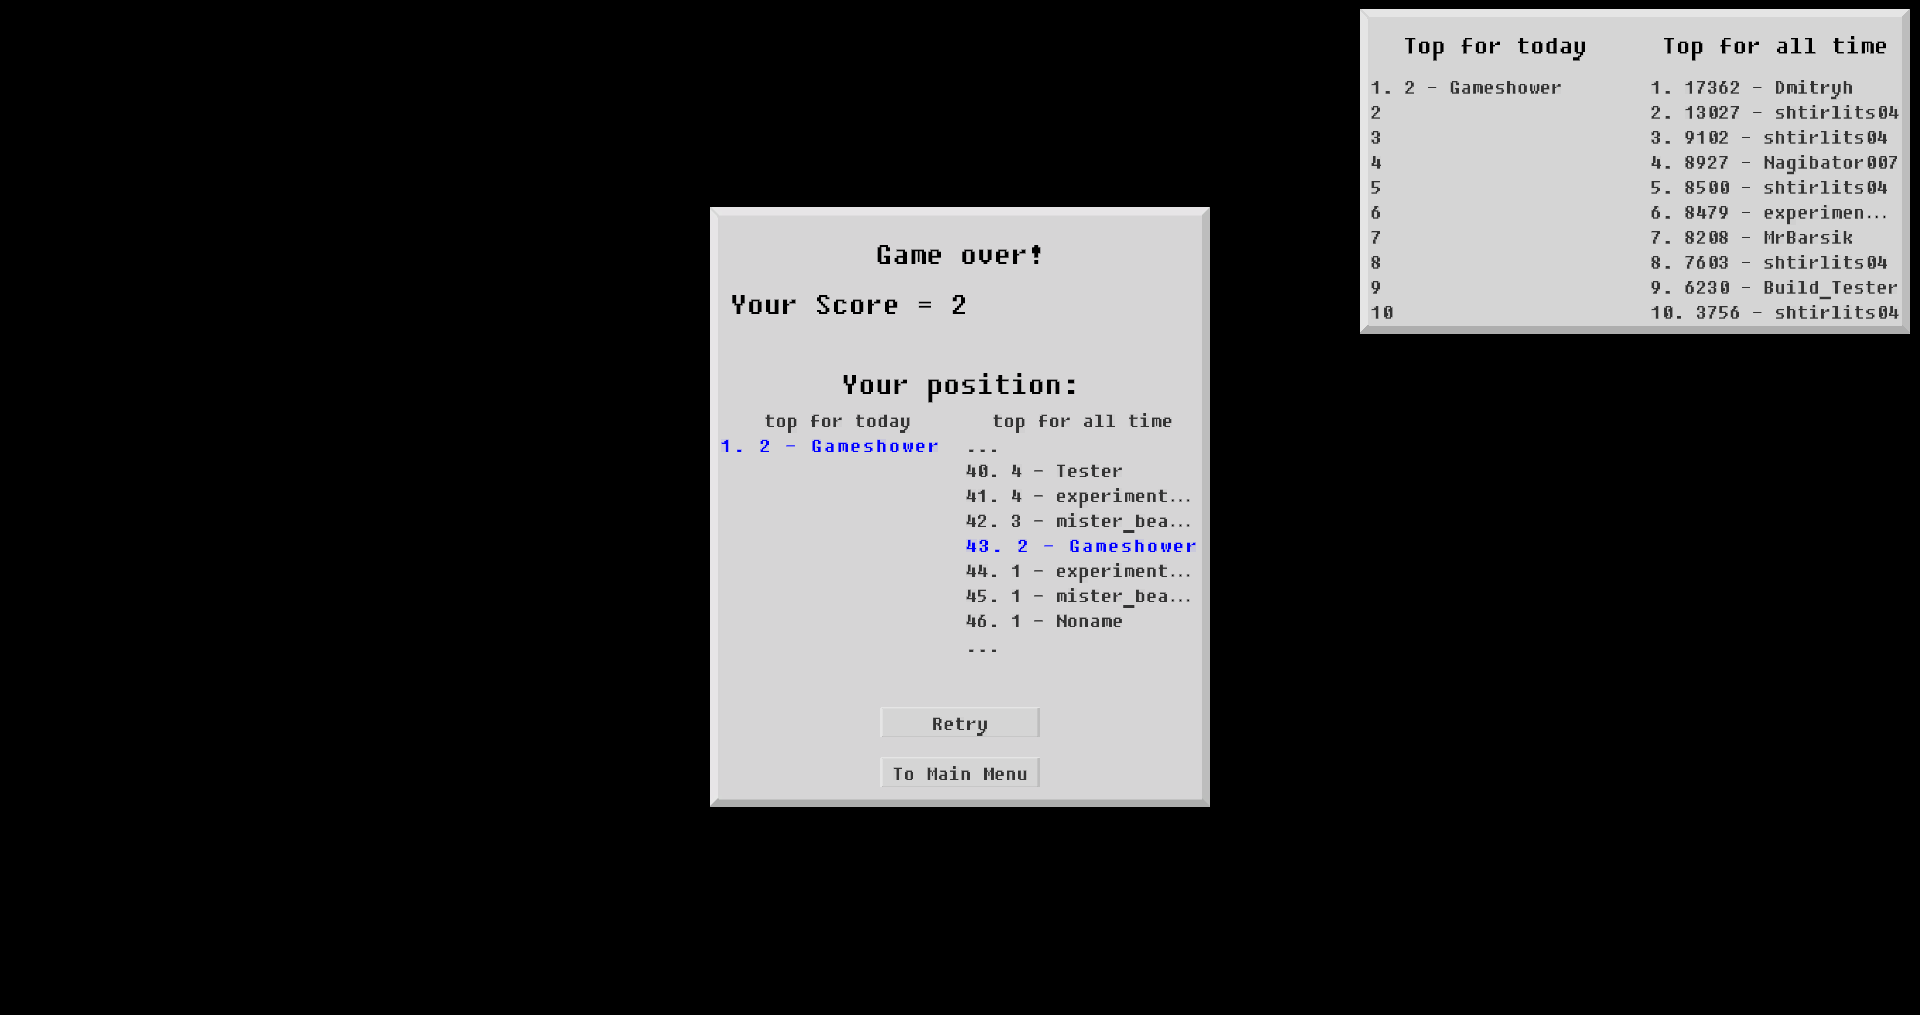 Game over!
Your Score = 2
Your position:
top for today
1. 2 - Gameshower
top for all time
...
40. 4 - Tester
41. 4 - experiment...
42. 3 - mister_bea...
43. 2 - Gameshower
44. 1 - experiment...
45. 1 - mister_bea...
46. 1 - Noname
...
Retry
To Main Menu
Top for today
1. 2 - Gameshower
2
3
4
5
6
7
8
9
10
Top for all time
1. 17362 - Dmitryh
2. 13027 - shtirlits04
3. 9102 - shtirlits04
4. 8927 - Nagibator007
5. 8500 - shtirlits04
6. 8479 - experimen...
7. 8208 - MrBarsik
8. 7603 - shtirlits04
9. 6230 - Build_Tester
10. 3756 - shtirlits04